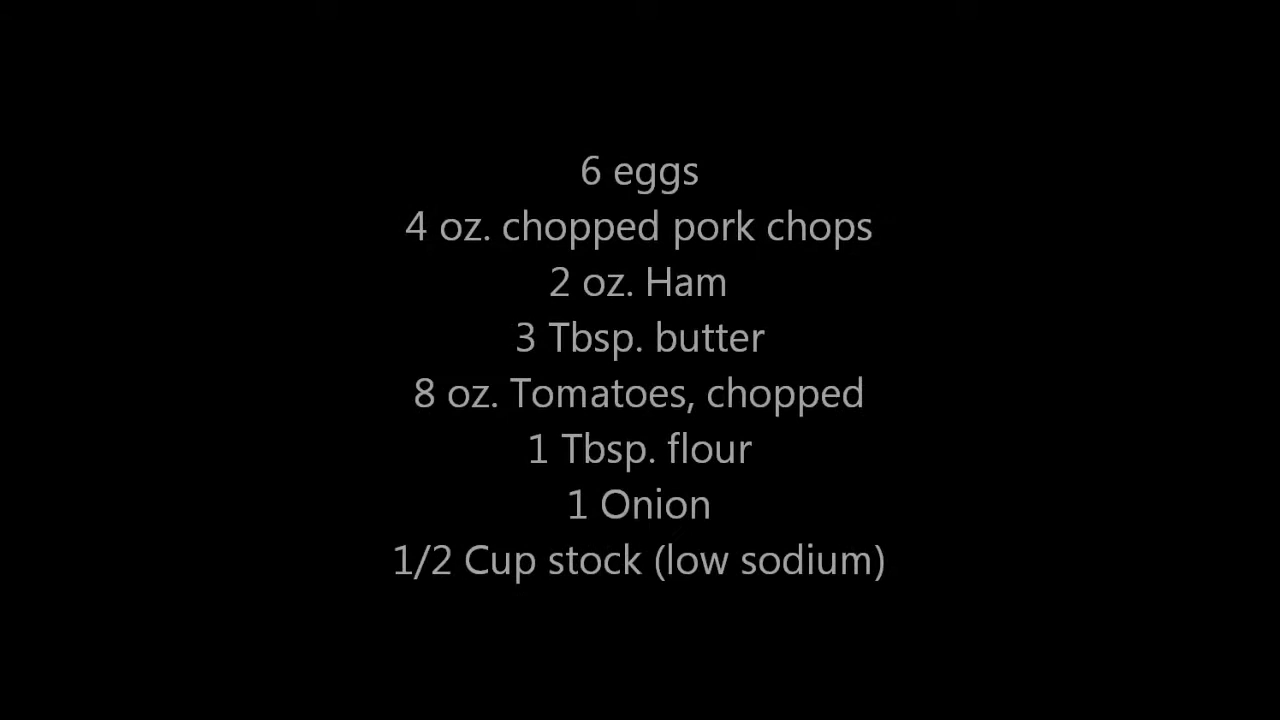 6 eggs
4 oz. chopped pork chops
2 oz. Ham
3 Tbsp. butter
8 oz. Tomatoes, chopped
1 Tbsp. flour
1 Onion
1/2 Cup stock (low sodium)